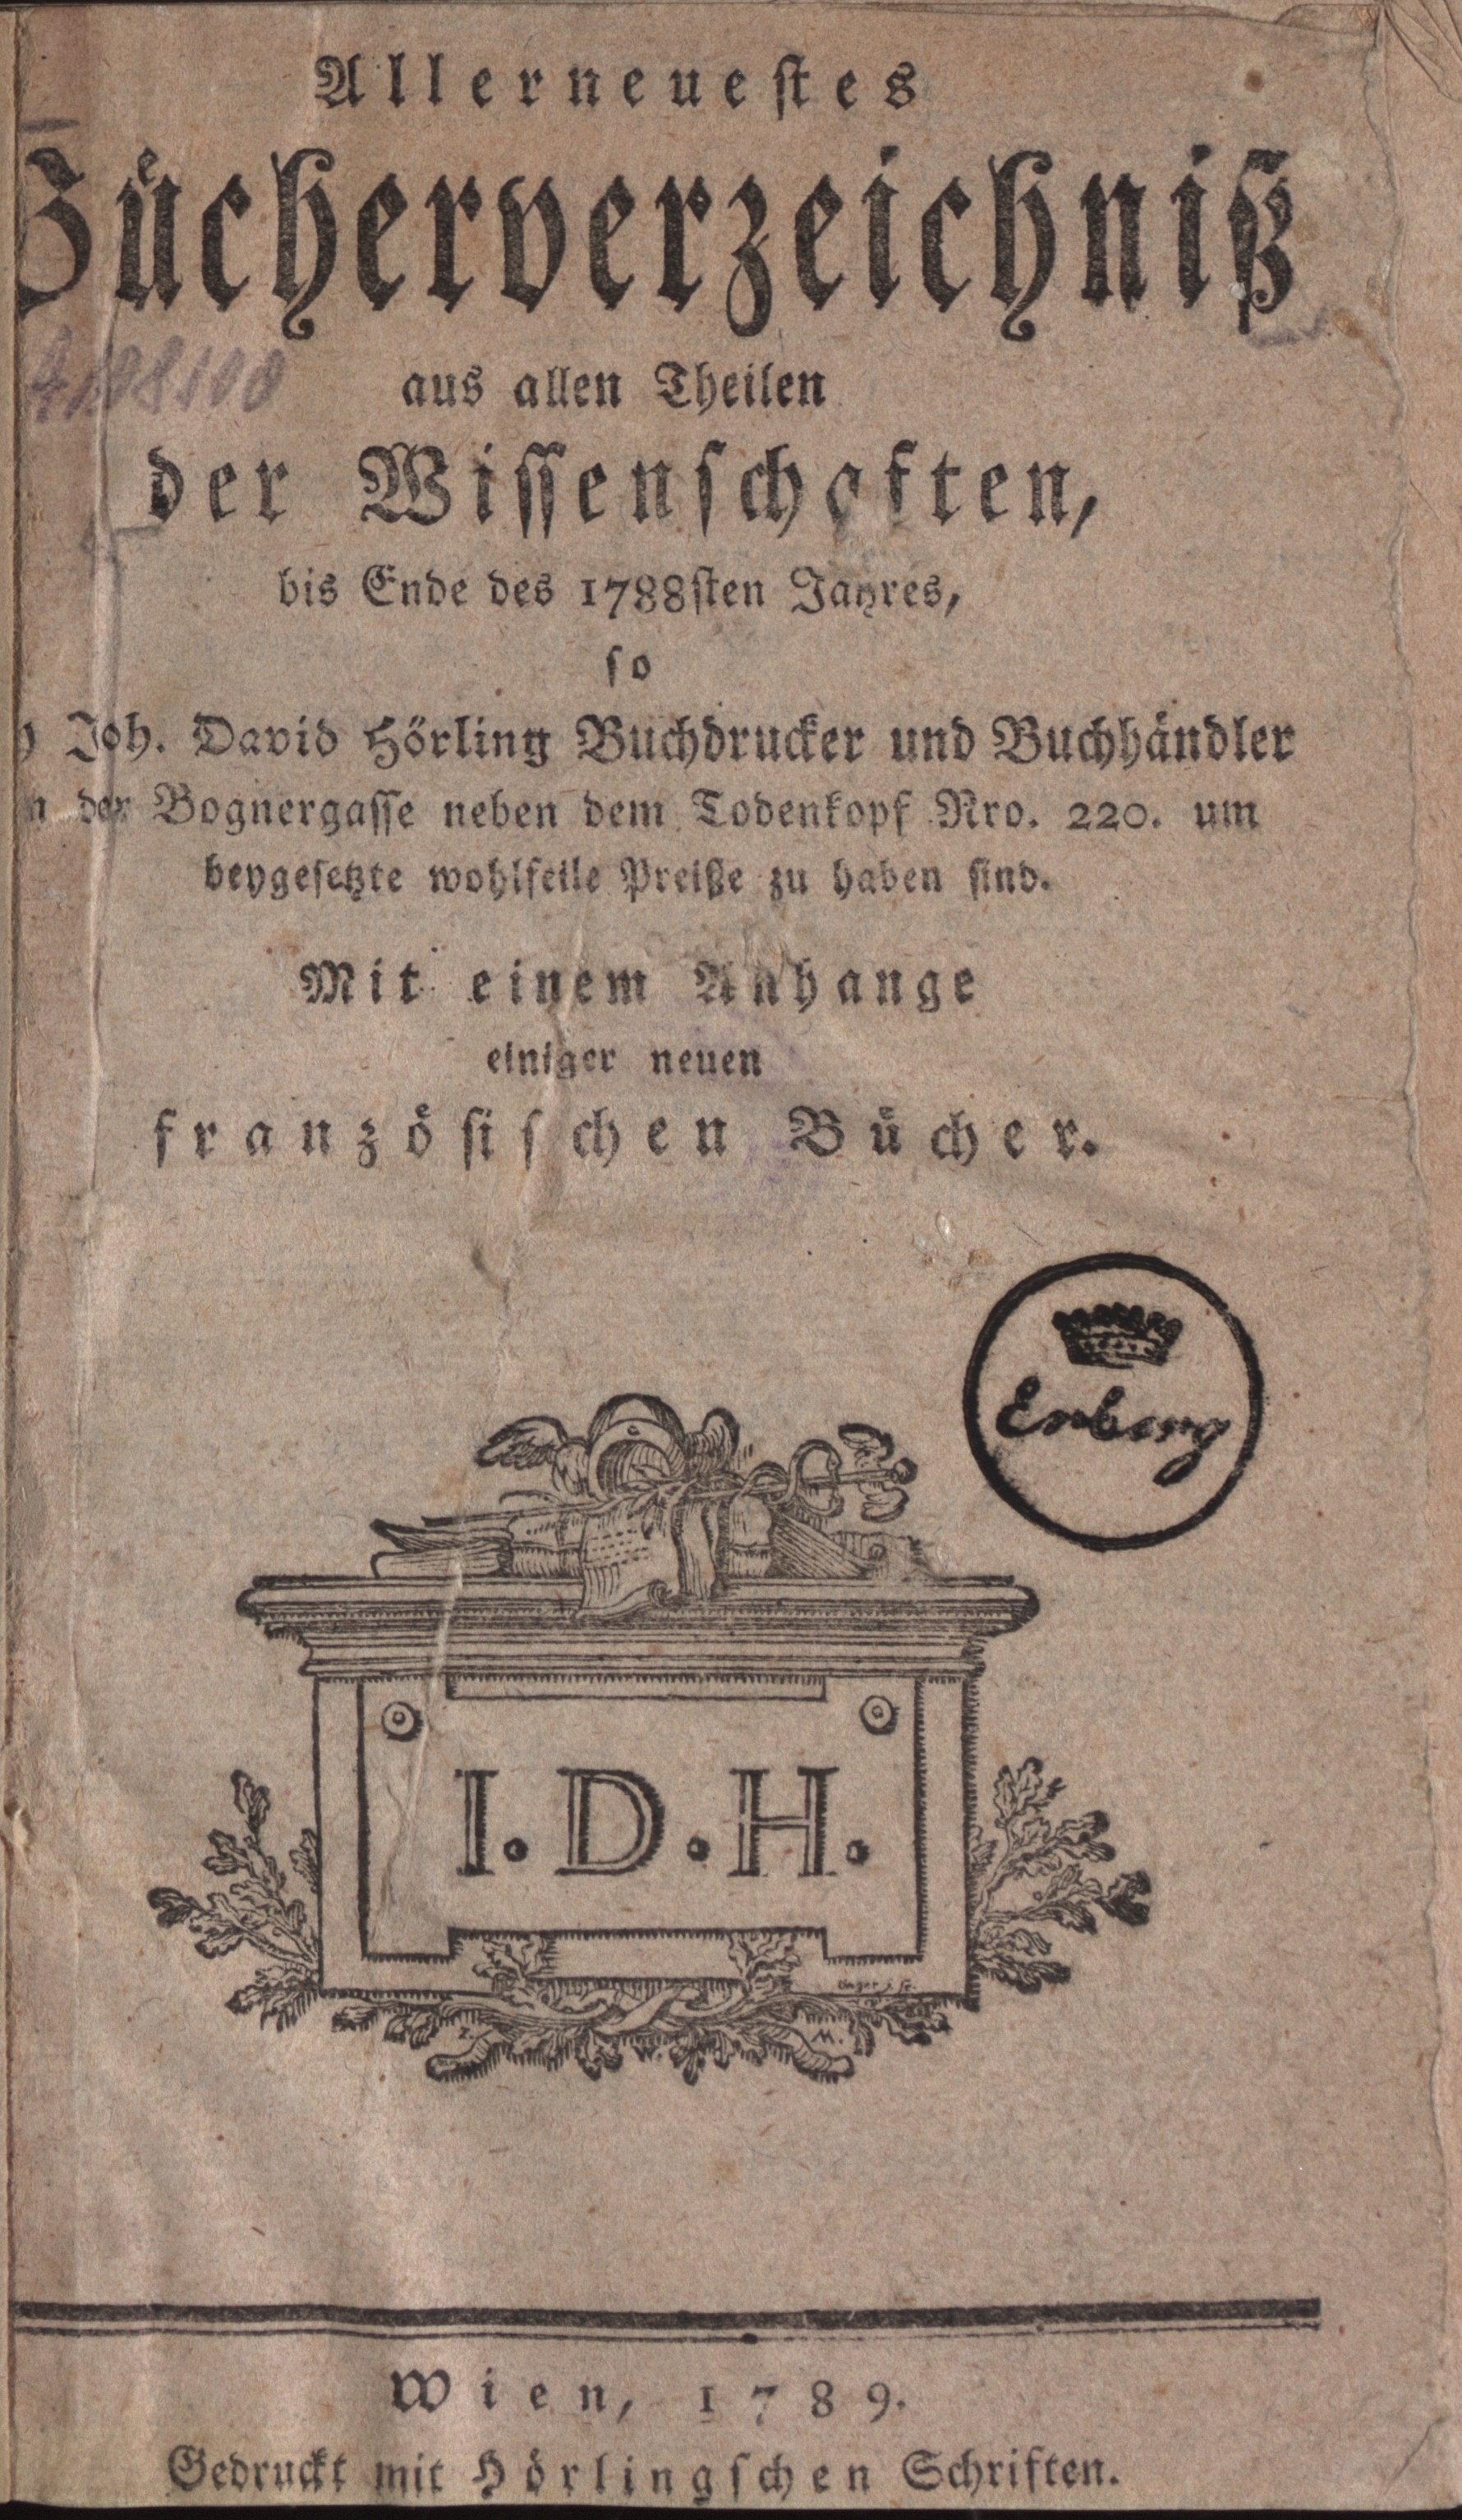 Allerneuestes
Bücherverzeichniß
aus allen Theilen
der Wissenschaften,
bis Ende des 1788sten Jahres,
so
Joh. David Hörling Buchdrucker und Buchhändler
der Bognergasse neben dem Todenkopf Nro. 220. um
beygesetzte wohlfeile Preiße zu haben sind.
Mit einem Anhange
einiger neuen
französischen Bücher.
Erberg
I. D. H.
M.
Wien, 1789.
Gedruckt mit Hörlingschen Schriften.